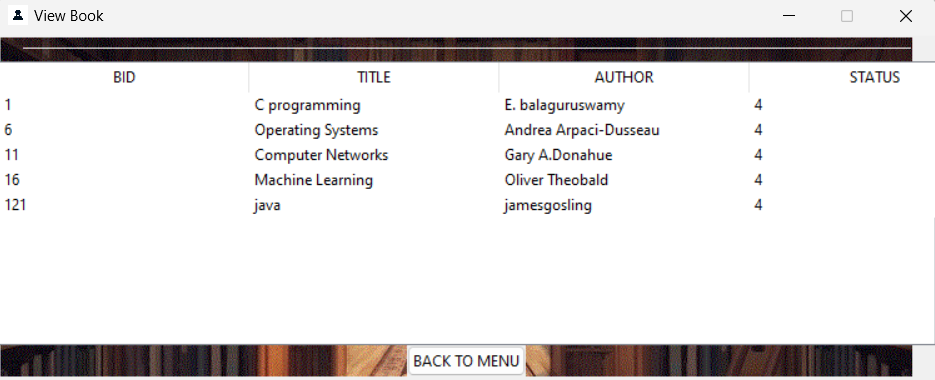 View Book
BID TITLE AUTHOR STATUS
1 C programming E. balaguruswamy 4
6 Operating Systems Andrea Arpaci-Dusseau 4
11 Computer Networks Gary A.Donahue 4
16 Machine Learning Oliver Theobald 4
121 java jamesgosling 4
BACK TO MENU